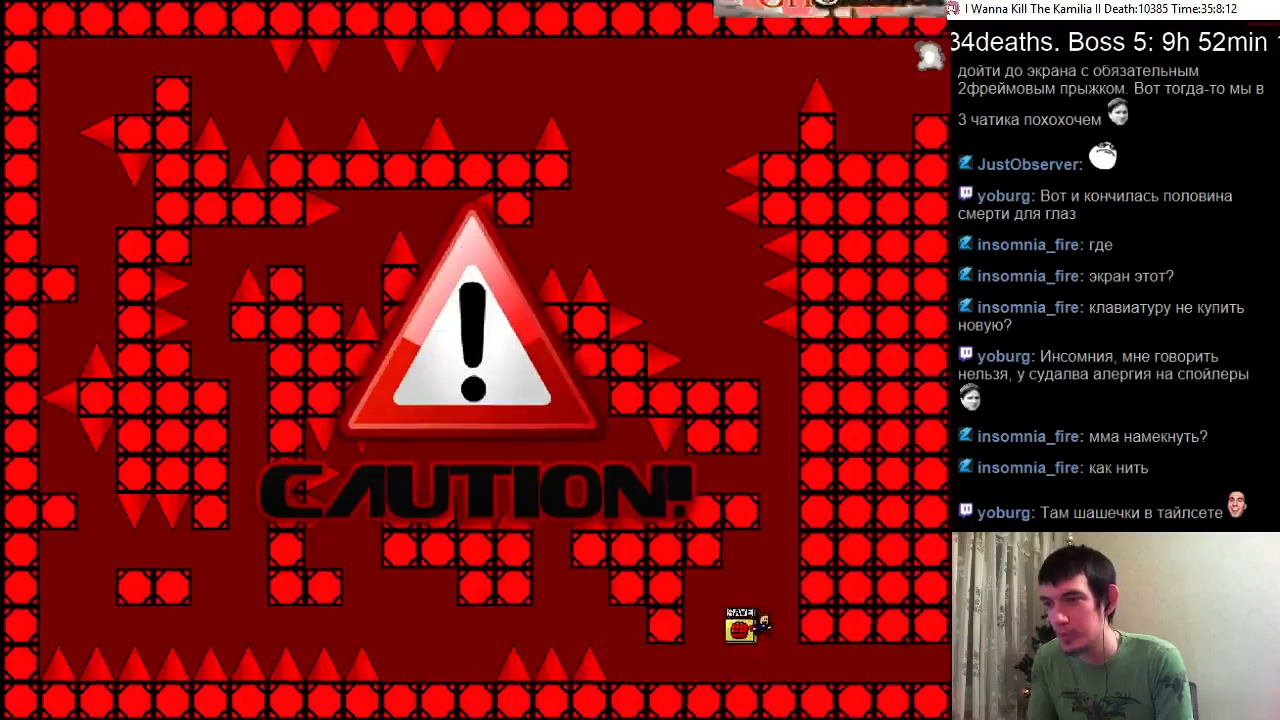 I Wanna Kill The Kamilia II Death:10385 Time:35:8:12
34deaths. Boss 5: 9h 52min
дойти до экрана с обязательным
2фреймовым прыжком. Вот тогда-то мы в
3 чатика похохочем
JustObserver:
yoburg: Вот и кончилась половина
смерти для глаз
insomnia_fire: где
insomnia_fire: экран этот?
insomnia_fire: клавиатуру не купить
новую?
yoburg: Инсомния, мне говорить
нельзя, у судалва алергия на спойлеры
insomnia_fire: мма намекнуть?
insomnia_fire: как нить
yoburg: Там шашечки в тайлсете
CAUTION!
SAVE!